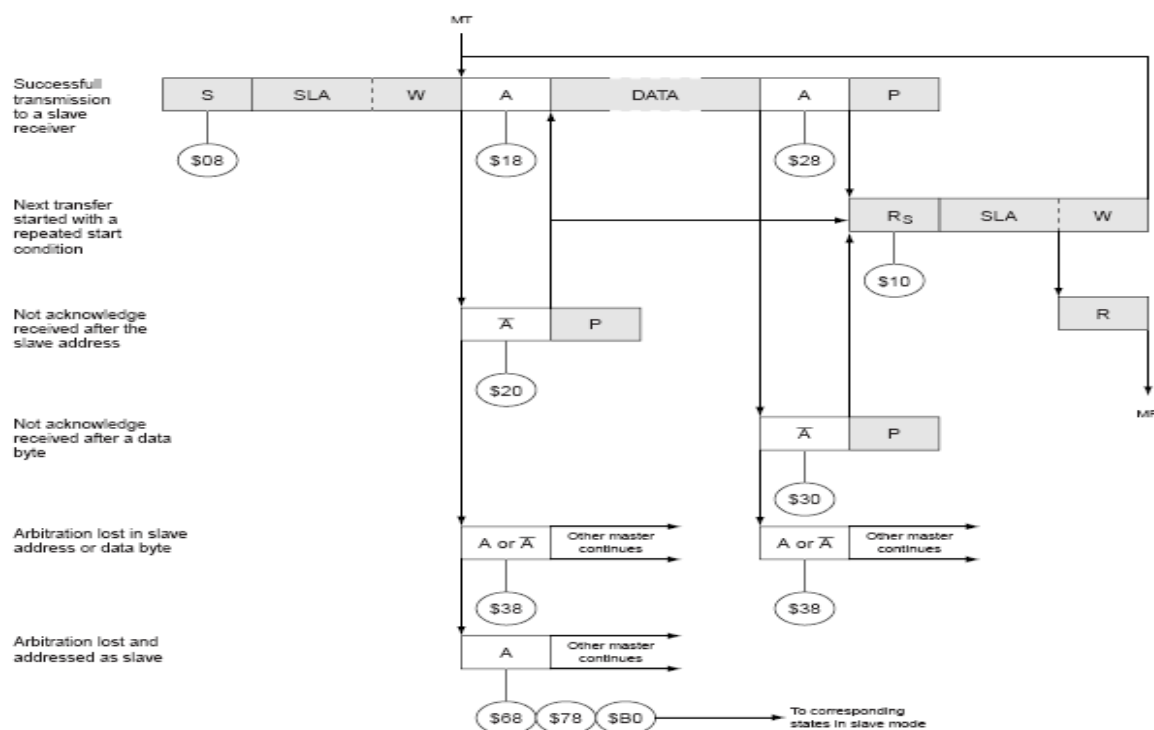 MT
Successfull
transmission
to a slave
receiver
S SLA W A DATA A P
$08 $18 $28
Next transfer
started with a
repeated start
condition
RS SLA W
$10
Not acknowledge
received after the
slave address
A̅ P
R
$20
MR
Not acknowledge
received after a data
byte
A̅ P
$30
Arbitration lost in slave
address or data byte
A or A̅ Other master
continues
A or A̅ Other master
continues
$38 $38
Arbitration lost and
addressed as slave
A Other master
continues
$68 $78 $B0 To corresponding
states in slave mode